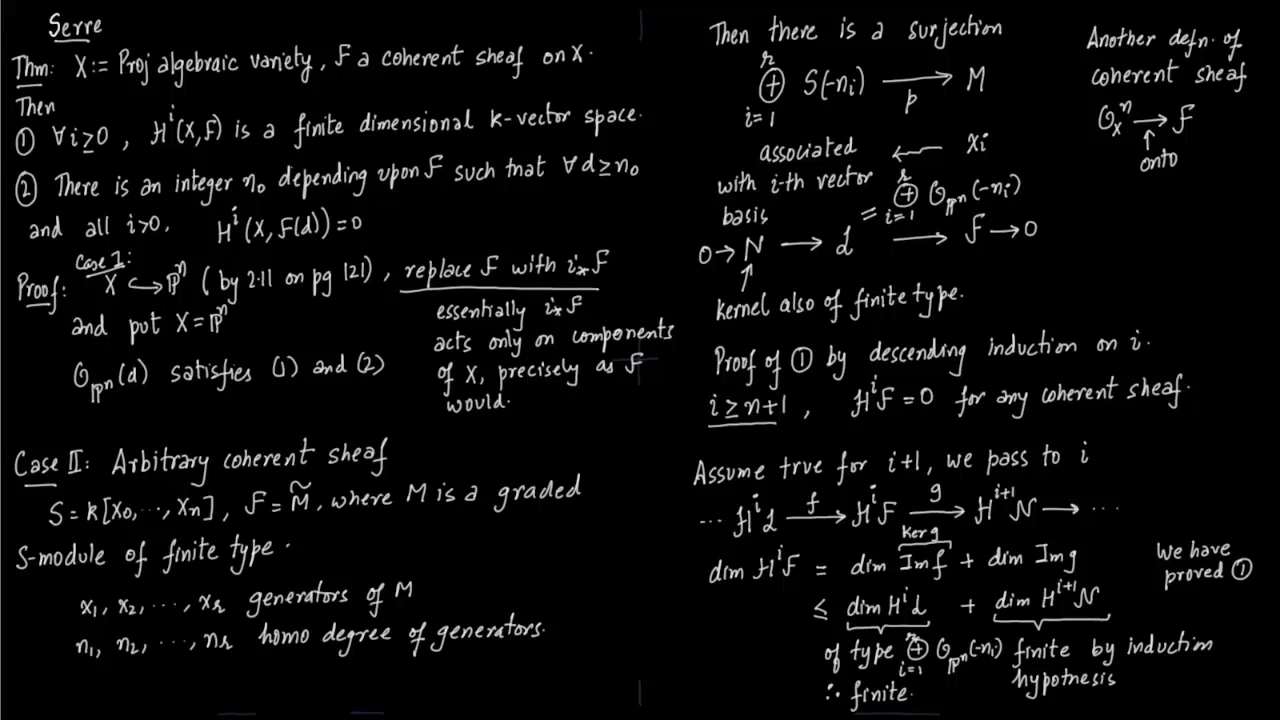 Serre
Thm: X := Proj algebraic variety, F a coherent sheaf on X.
Then
① ∀i≥0, Hⁱ(X,F) is a finite dimensional k-vector space.
② There is an integer n₀ depending upon F such that ∀d≥n₀
and all i>0, Hⁱ(X,F(d))=0
Case I:
Proof: X ↪ ℙⁿ (by 2.11 on pg 121), replace F with i_*F
and put X=ℙⁿ
O_ℙⁿ(d) satisfies (1) and (2)
essentially i_*F
acts only on components
of X, precisely as F
would.
Case II: Arbitrary coherent sheaf
S = k[X₀,⋯,Xₙ], F = M̃, where M is a graded
S-module of finite type.
x₁, x₂, ⋯, xᵣ generators of M
n₁, n₂, ⋯, nᵣ homo degree of generators.
Then there is a surjection
⊕_{i=1}^{r} S(-nᵢ) →_p M
associated ← xᵢ
with i-th vector
basis
= ⊕_{i=1}^{r} O_ℙⁿ(-nᵢ)
0→N → L → F → 0
↑
kernel also of finite type.
Another defn. of
coherent sheaf
O_Xⁿ → F
↑
onto
Proof of ① by descending induction on i.
i ≥ n+1, HⁱF = 0 for any coherent sheaf.
Assume true for i+1, we pass to i
⋯ HⁱL →^f HⁱF →^g Hⁱ⁺¹N → ⋯
ker g
dim HⁱF = dim Im f + dim Im g
≤ dim HⁱL + dim Hⁱ⁺¹N
We have
proved ①
of type ⊕_{i=1}^{r} O_ℙⁿ(-nᵢ) finite by induction
∴ finite. hypothesis